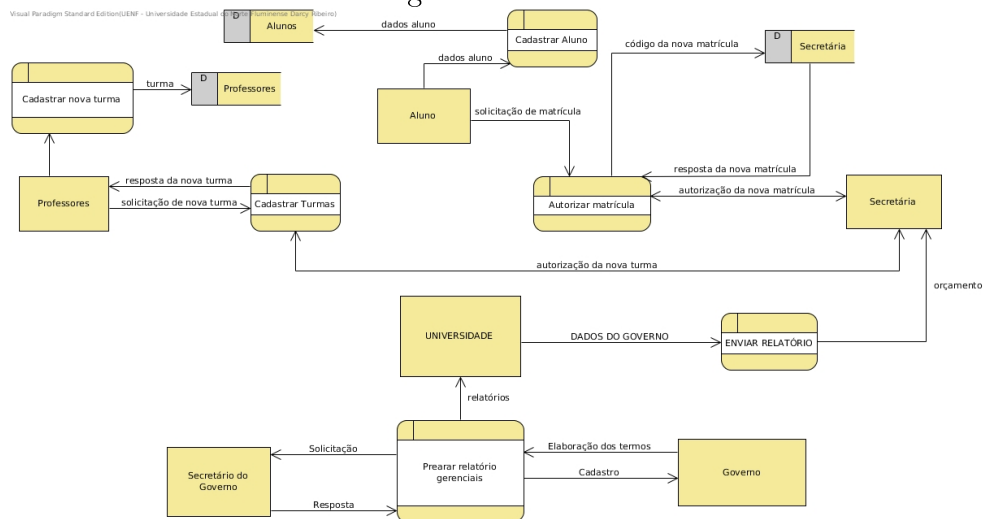 Visual Paradigm Standard Edition(UENF - Universidade Estadual do Norte Fluminense Darcy Ribeiro)
D
Alunos
dados aluno
Cadastrar Aluno
código da nova matrícula
D
Secretária
dados aluno
Cadastrar nova turma
turma
D
Professores
Aluno
solicitação de matrícula
resposta da nova matrícula
resposta da nova turma
autorização da nova matrícula
Professores
solicitação de nova turma
Cadastrar Turmas
Autorizar matrícula
Secretária
autorização da nova turma
orçamento
UNIVERSIDADE
DADOS DO GOVERNO
ENVIAR RELATÓRIO
relatórios
Solicitação
Elaboração dos termos
Secretário do
Governo
Prearar relatório
gerenciais
Cadastro
Governo
Resposta